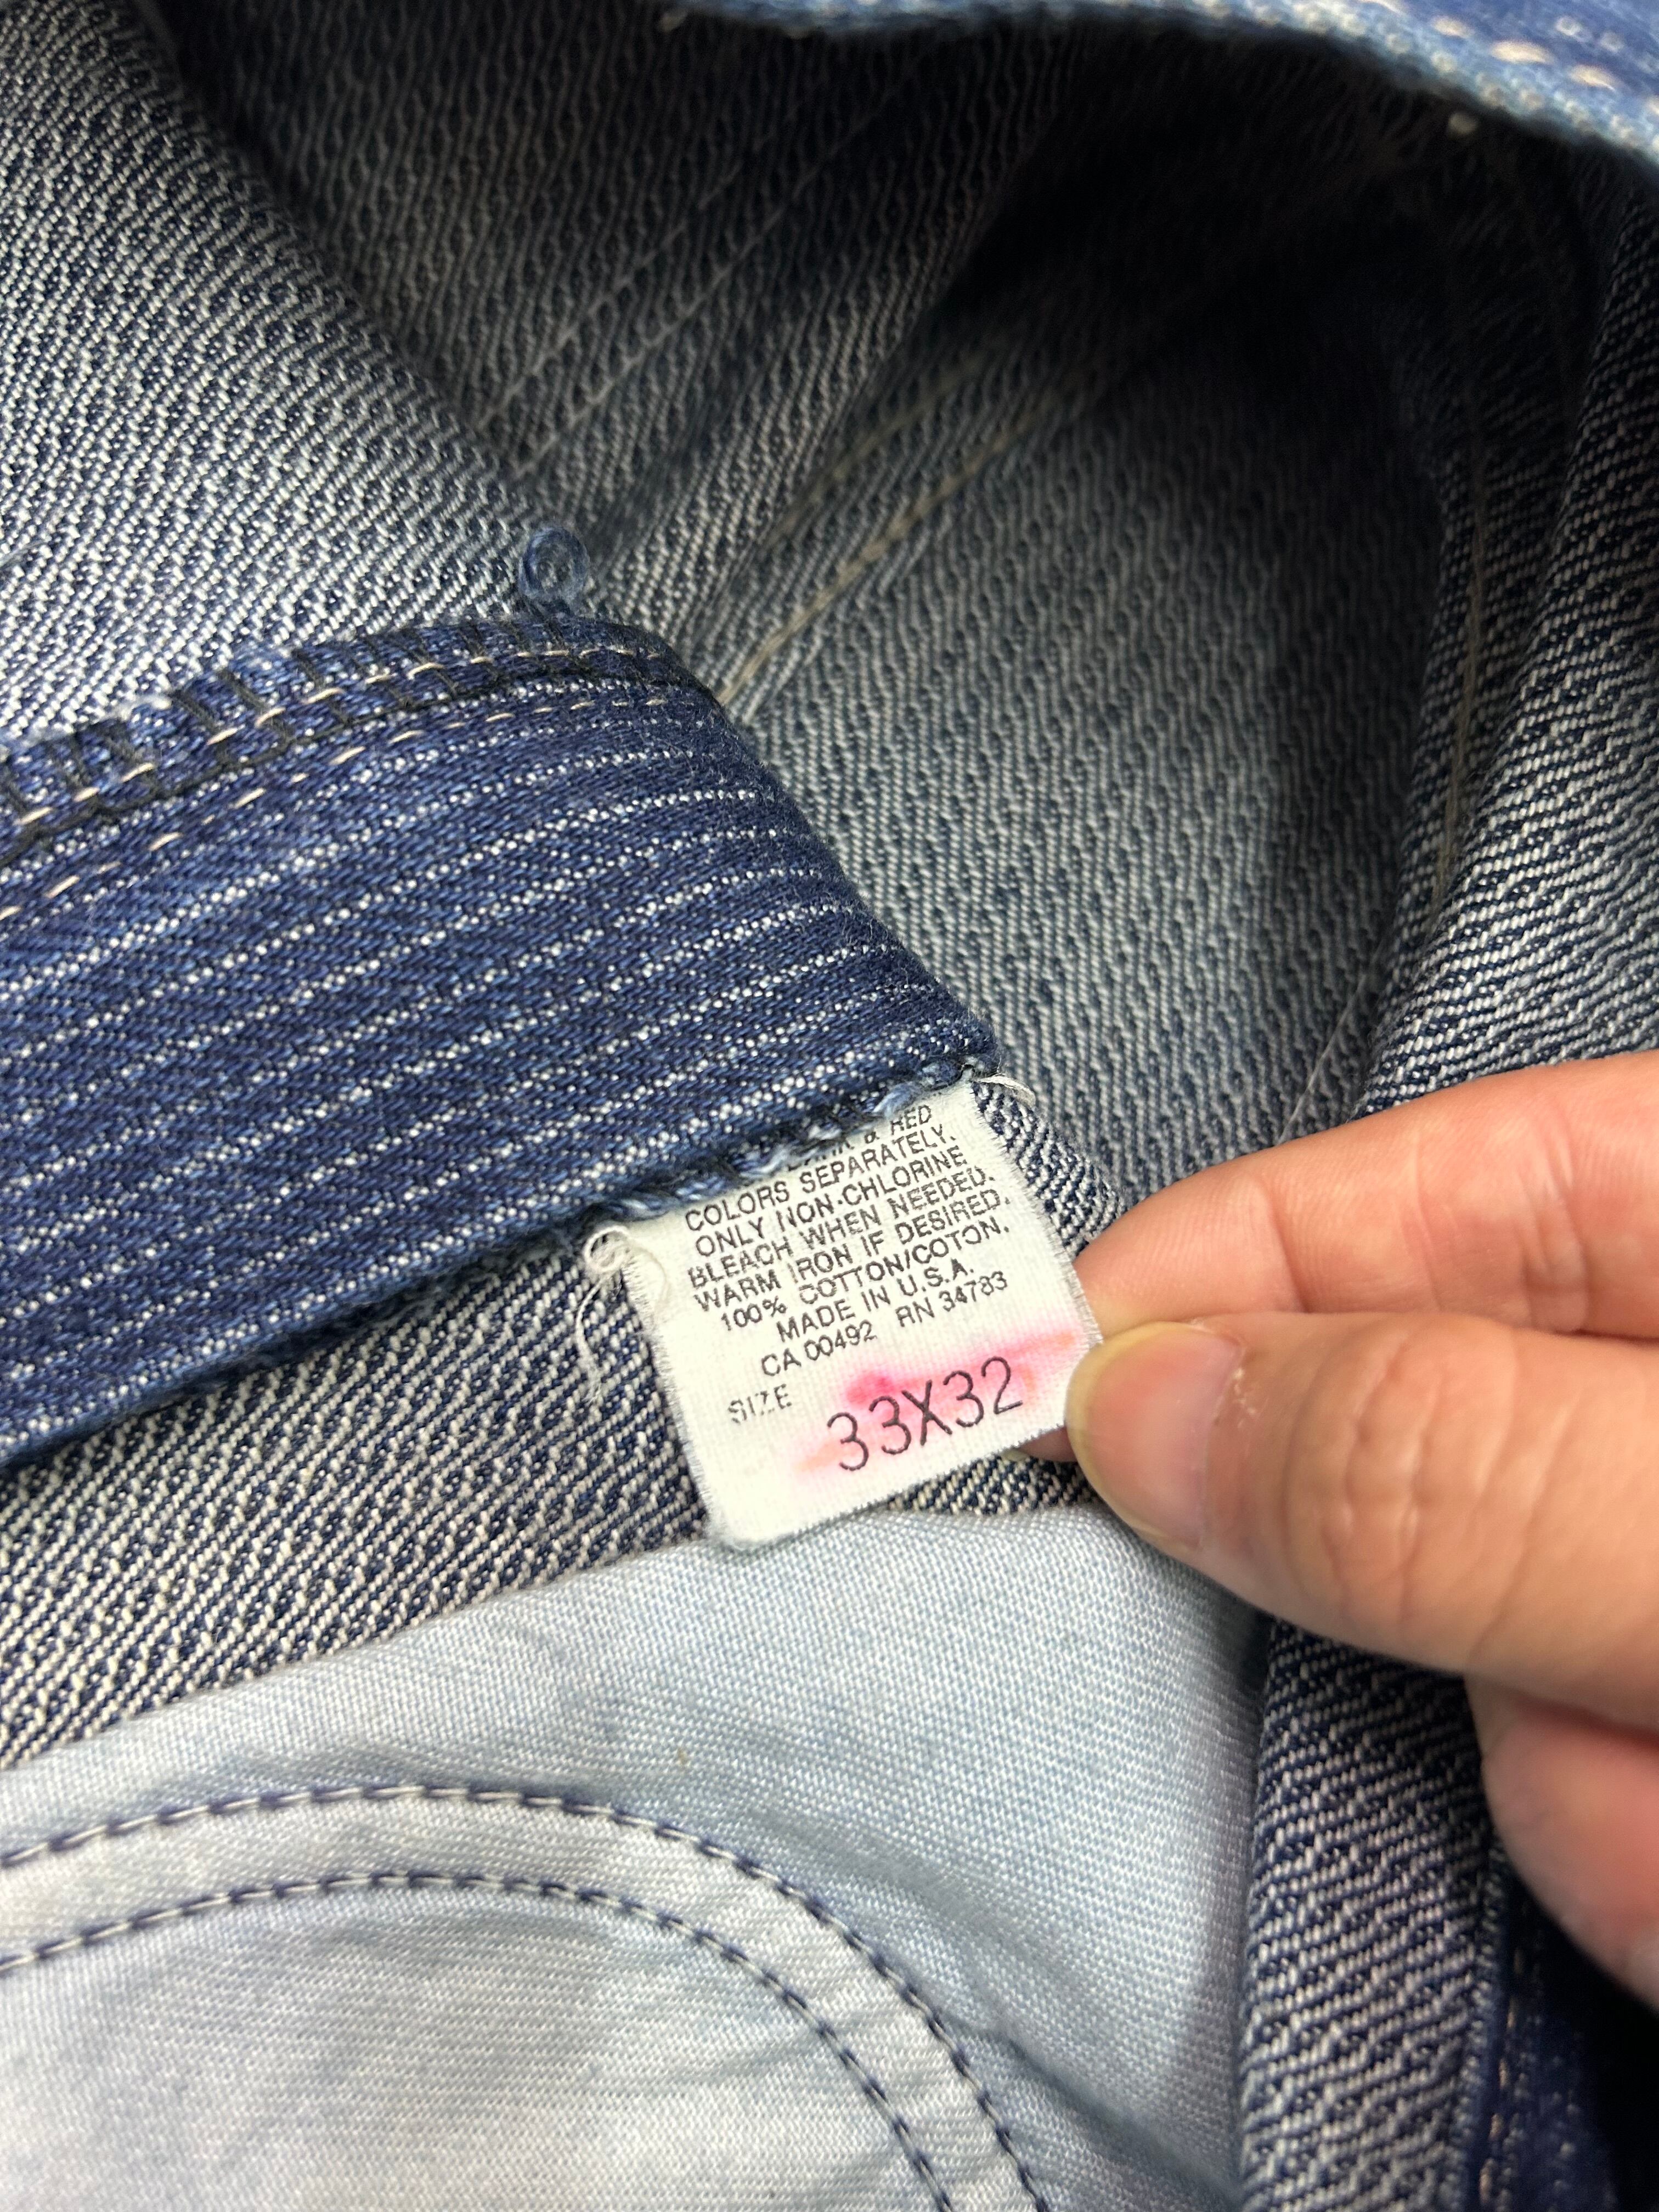 & RED
COLORS SEPARATELY.
ONLY NON-CHLORINE
BLEACH WHEN NEEDED.
WARM IRON IF DESIRED.
100% COTTON/COTON.
MADE IN U.S.A.
CA 00492 RN 34783
SIZE 33X32